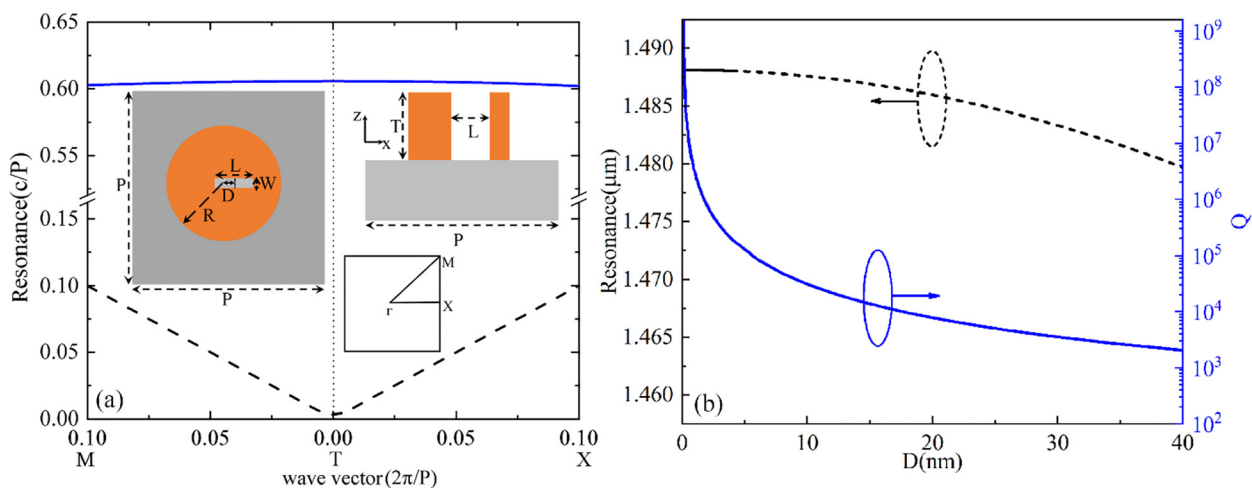 0.65
0.60
0.55
0.15
0.10
0.05
0.00
Resonance(c/P)
P
L
W
D
R
P
z
x
T
L
P
M
r
X
(a)
0.10 0.05 0.00 0.05 0.10
M T X
wave vector(2π/P)
(b)
1.490
1.485
1.480
1.475
1.470
1.465
1.460
Resonance(μm)
10⁹
10⁸
10⁷
10⁶
10⁵
10⁴
10³
10²
Q
0 10 20 30 40
D(nm)
(b)